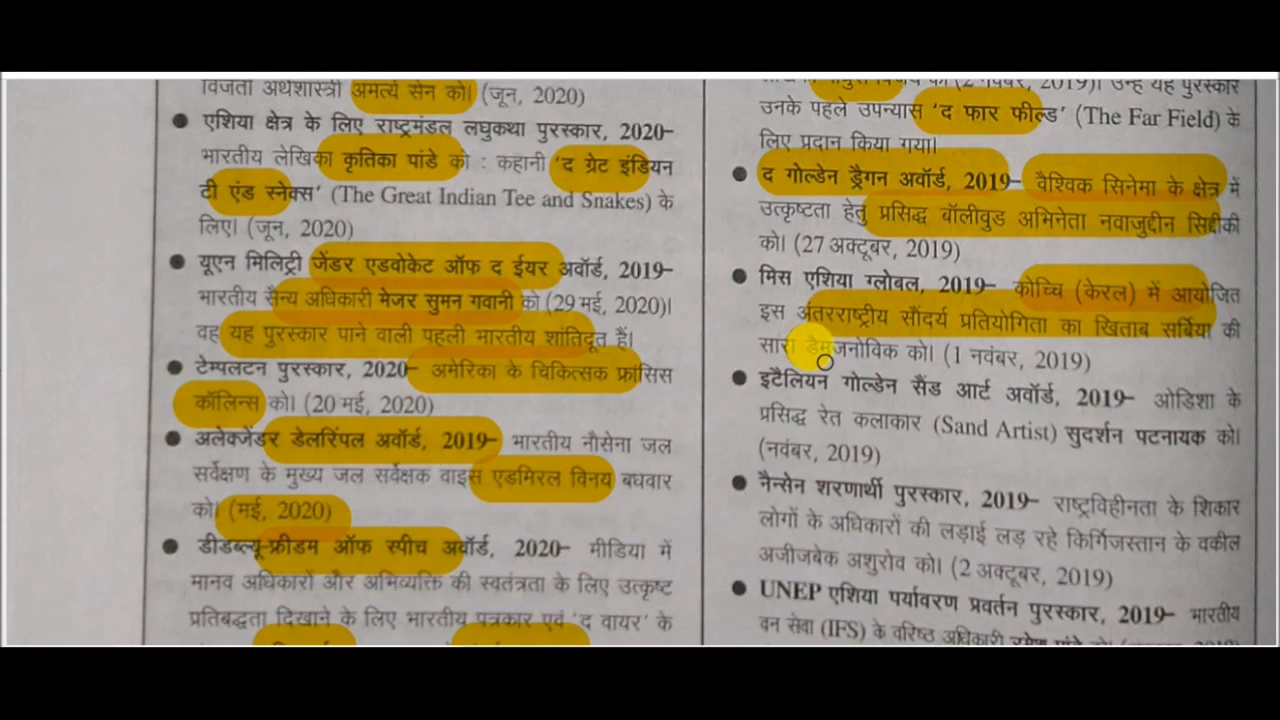 विजेता अर्थशास्त्री अमर्त्य सेन को। (जून, 2020)
● एशिया क्षेत्र के लिए राष्ट्रमंडल लघुकथा पुरस्कार, 2020–
भारतीय लेखिका कृतिका पांडे को : कहानी 'द ग्रेट इंडियन
टी एंड स्नेक्स' (The Great Indian Tee and Snakes) के
लिए। (जून, 2020)
● यूएन मिलिट्री जेंडर एडवोकेट ऑफ द ईयर अवॉर्ड, 2019–
भारतीय सैन्य अधिकारी मेजर सुमन गवानी को (29 मई, 2020)।
वह यह पुरस्कार पाने वाली पहली भारतीय शांतिदूत हैं।
● टेम्पलटन पुरस्कार, 2020– अमेरिका के चिकित्सक फ्रांसिस
कॉलिन्स को। (20 मई, 2020)
● अलेक्जेंडर डेलरिंपल अवॉर्ड, 2019– भारतीय नौसेना जल
सर्वेक्षण के मुख्य जल सर्वेक्षक वाइस एडमिरल विनय बधवार
को। (मई, 2020)
● डीडब्ल्यू-फ्रीडम ऑफ स्पीच अवॉर्ड, 2020– मीडिया में
मानव अधिकारों और अभिव्यक्ति की स्वतंत्रता के लिए उत्कृष्ट
प्रतिबद्धता दिखाने के लिए भारतीय पत्रकार एवं 'द वायर' के
को (2 नवंबर, 2019)। उन्हें यह पुरस्कार
उनके पहले उपन्यास 'द फार फील्ड' (The Far Field) के
लिए प्रदान किया गया।
● द गोल्डेन ड्रैगन अवॉर्ड, 2019– वैश्विक सिनेमा के क्षेत्र में
उत्कृष्टता हेतु प्रसिद्ध बॉलीवुड अभिनेता नवाजुद्दीन सिद्दीकी
को। (27 अक्टूबर, 2019)
● मिस एशिया ग्लोबल, 2019– कोच्चि (केरल) में आयोजित
इस अंतरराष्ट्रीय सौंदर्य प्रतियोगिता का खिताब सर्बिया की
सारा डैमजनोविक को। (1 नवंबर, 2019)
● इटैलियन गोल्डेन सैंड आर्ट अवॉर्ड, 2019– ओडिशा के
प्रसिद्ध रेत कलाकार (Sand Artist) सुदर्शन पटनायक को।
(नवंबर, 2019)
● नैन्सेन शरणार्थी पुरस्कार, 2019– राष्ट्रविहीनता के शिकार
लोगों के अधिकारों की लड़ाई लड़ रहे किर्गिजस्तान के वकील
अजीजबेक अशुरोव को। (2 अक्टूबर, 2019)
● UNEP एशिया पर्यावरण प्रवर्तन पुरस्कार, 2019– भारतीय
वन सेवा (IFS) के वरिष्ठ अधिकारी रमेश पांडे को।